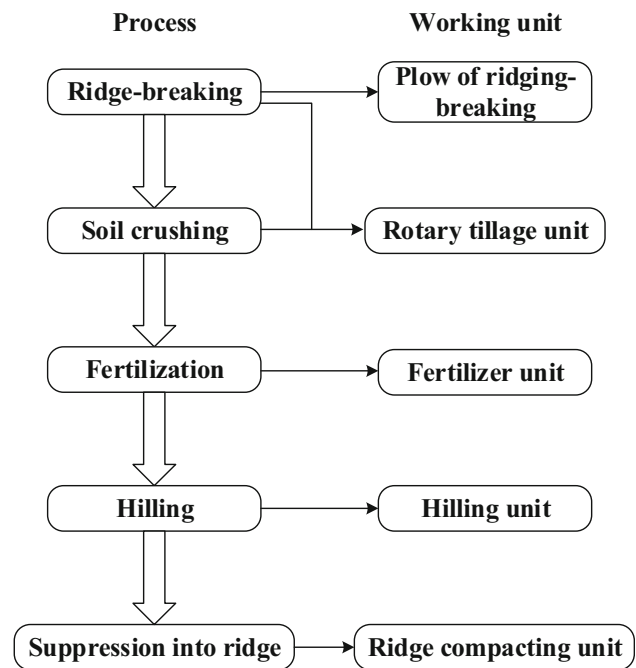 Process
Working unit
Ridge-breaking
Plow of ridging-
breaking
Soil crushing
Rotary tillage unit
Fertilization
Fertilizer unit
Hilling
Hilling unit
Suppression into ridge
Ridge compacting unit